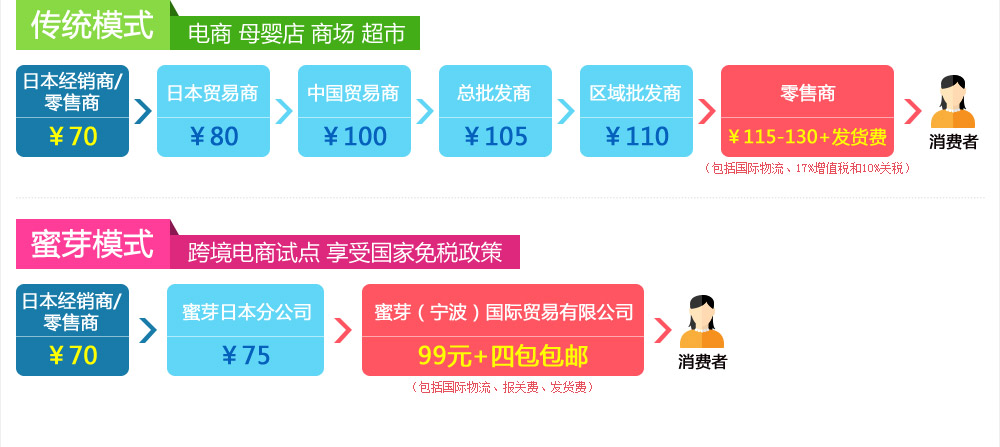 传统模式
电商 母婴店 商场 超市
日本经销商/
零售商
￥70
日本贸易商
￥80
中国贸易商
￥100
总批发商
￥105
区域批发商
￥110
零售商
￥115-130+发货费
（包括国际物流、17%增值税和10%关税）
消费者
蜜芽模式
跨境电商试点 享受国家免税政策
日本经销商/
零售商
￥70
蜜芽日本分公司
￥75
蜜芽（宁波）国际贸易有限公司
99元+四包包邮
（包括国际物流、报关费、发货费）
消费者